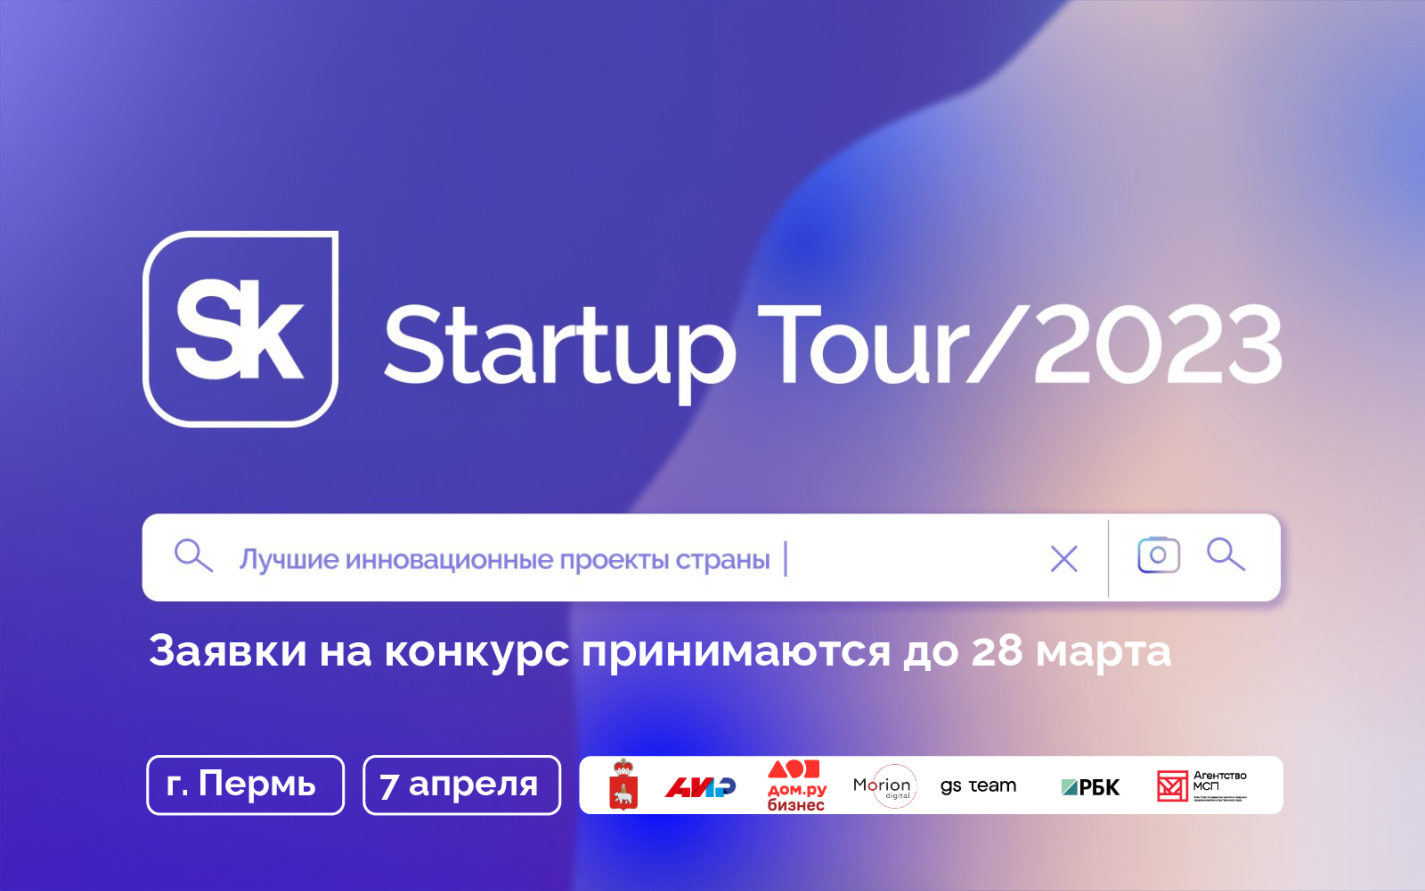 Sk
Startup Tour/2023
Лучшие инновационные проекты страны
Заявки на конкурс принимаются до 28 марта
г. Пермь
7 апреля
АИР
дом.ру
бизнес
Morion
digital
gs team
РБК
Агентство
МСП